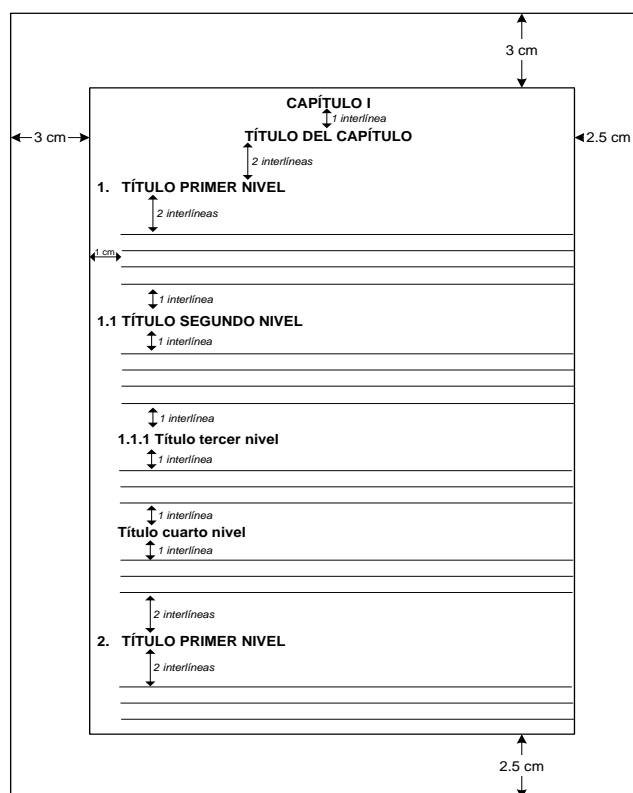 3 cm
CAPÍTULO I
1 interlínea
3 cm
TÍTULO DEL CAPÍTULO
2.5 cm
2 interlíneas
1. TÍTULO PRIMER NIVEL
2 interlíneas
1 cm
1 interlínea
1.1 TÍTULO SEGUNDO NIVEL
1 interlínea
1 interlínea
1.1.1 Título tercer nivel
1 interlínea
1 interlínea
Título cuarto nivel
1 interlínea
2 interlíneas
2. TÍTULO PRIMER NIVEL
2 interlíneas
2.5 cm